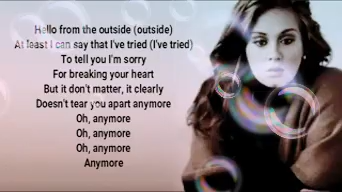 Hello from the outside (outside)
At least I can say that I've tried (I've tried)
To tell you I'm sorry
For breaking your heart
But it don't matter, it clearly
Doesn't tear you apart anymore
Oh, anymore
Oh, anymore
Oh, anymore
Anymore